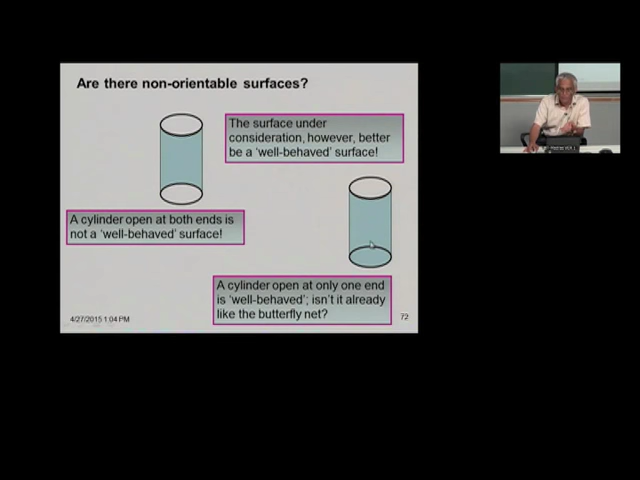 Are there non-orientable surfaces?
The surface under
consideration, however, better
be a ‘well-behaved’ surface!
A cylinder open at both ends is
not a ‘well-behaved’ surface!
A cylinder open at only one end
is ‘well-behaved’; isn’t it already
like the butterfly net?
4/27/2015 1:04 PM
72